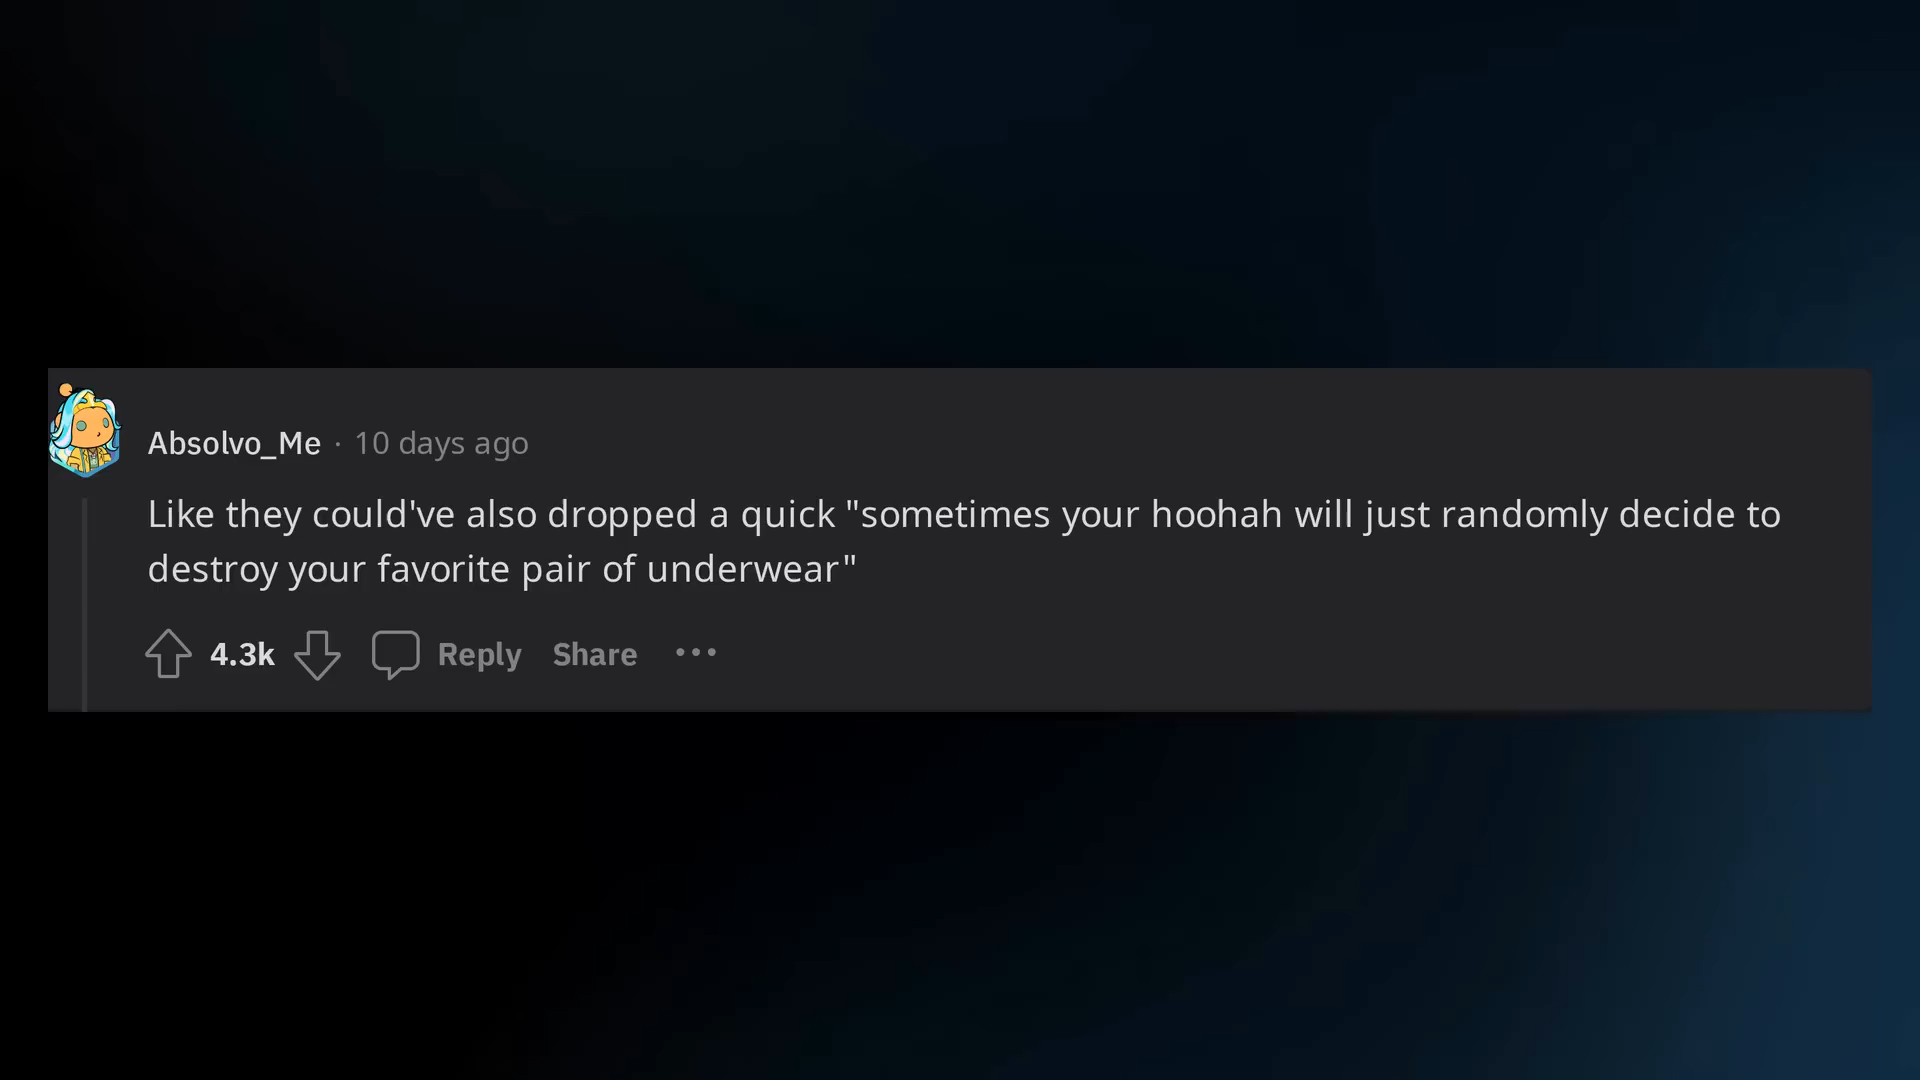 Absolvo_Me · 10 days ago
Like they could've also dropped a quick "sometimes your hoohah will just randomly decide to
destroy your favorite pair of underwear"
4.3k Reply Share ···